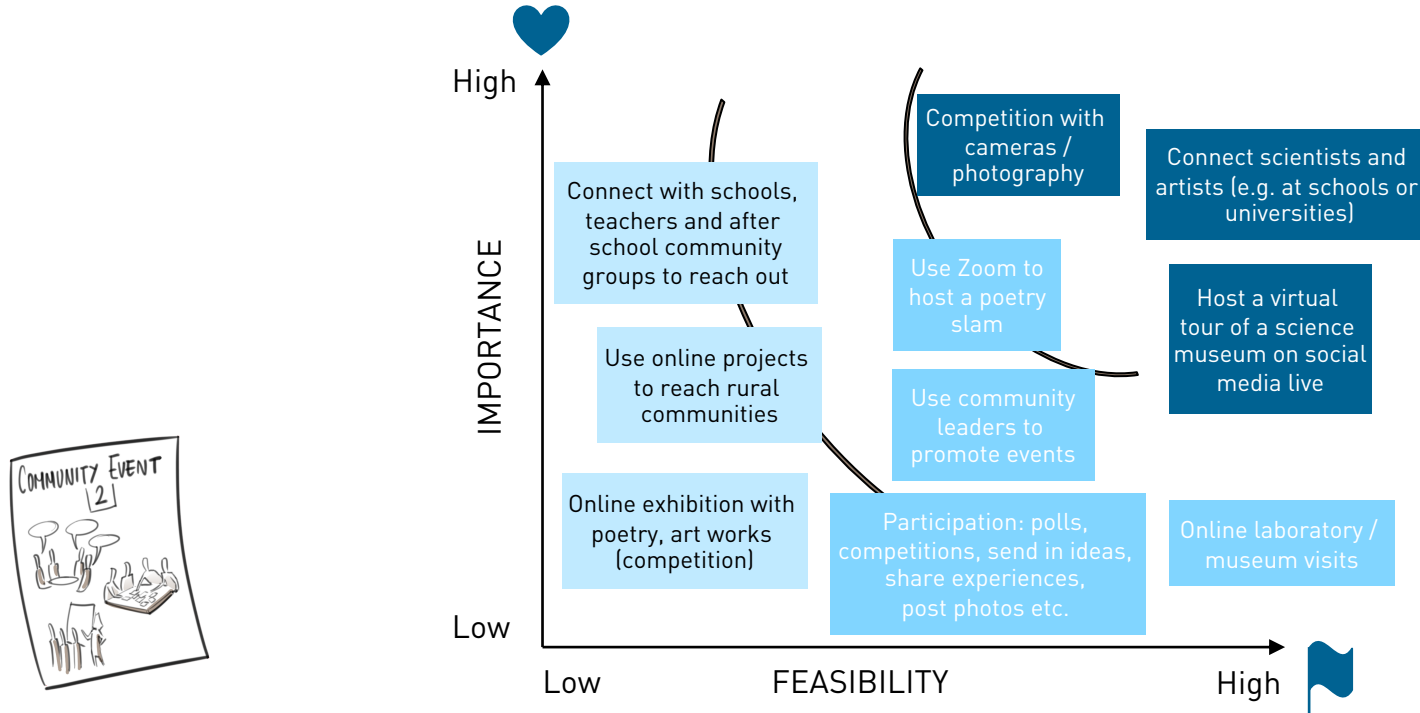 High
Competition with
cameras /
photography
Connect scientists and
artists (e.g. at schools or
universities)
Connect with schools,
teachers and after
school community
groups to reach out
Use Zoom to
host a poetry
slam
Host a virtual
tour of a science
museum on social
media live
IMPORTANCE
Use online projects
to reach rural
communities
Use community
leaders to
promote events
COMMUNITY EVENT
2
Online exhibition with
poetry, art works
(competition)
Participation: polls,
competitions, send in ideas,
share experiences,
post photos etc.
Online laboratory /
museum visits
Low
Low
FEASIBILITY
High